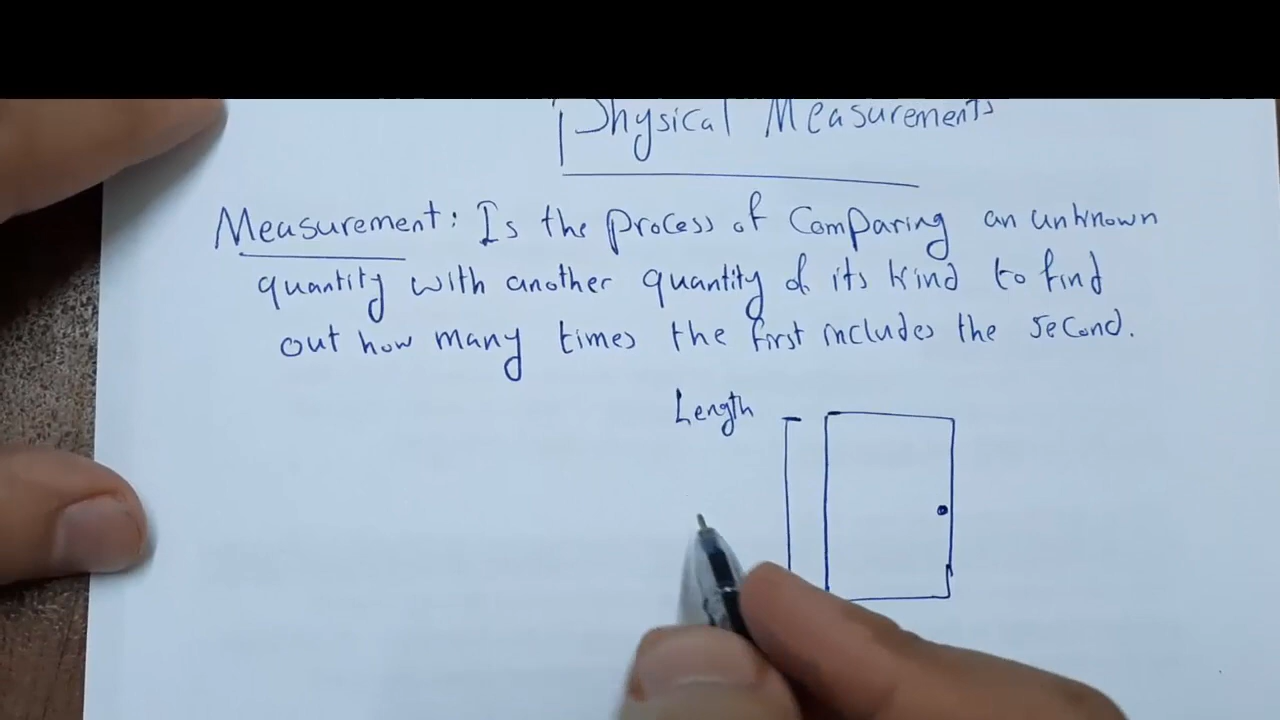 Physical Measurements
Measurement: Is the process of Comparing an unknown
quantity with another quantity of its kind to find
out how many times the first includes the second.
Length